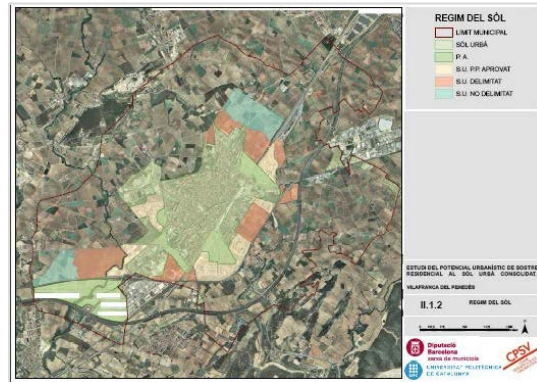 REGIM DEL SÒL
LIMIT MUNICIPAL
SÒL URBÀ
P.A.
S.U. P.P. APROVAT
S.U. DELIMITAT
S.U. NO DELIMITAT
ESTUDI DEL POTENCIAL URBANÍSTIC DE SOSTRE
RESIDENCIAL AL SÒL URBÀ CONSOLIDAT.
VILAFRANCA DEL PENEDÈS
II.1.2 REGIM DEL SÒL
Diputació
Barcelona
xarxa de municipis
UNIVERSITAT POLITÈCNICA
DE CATALUNYA
CPSV